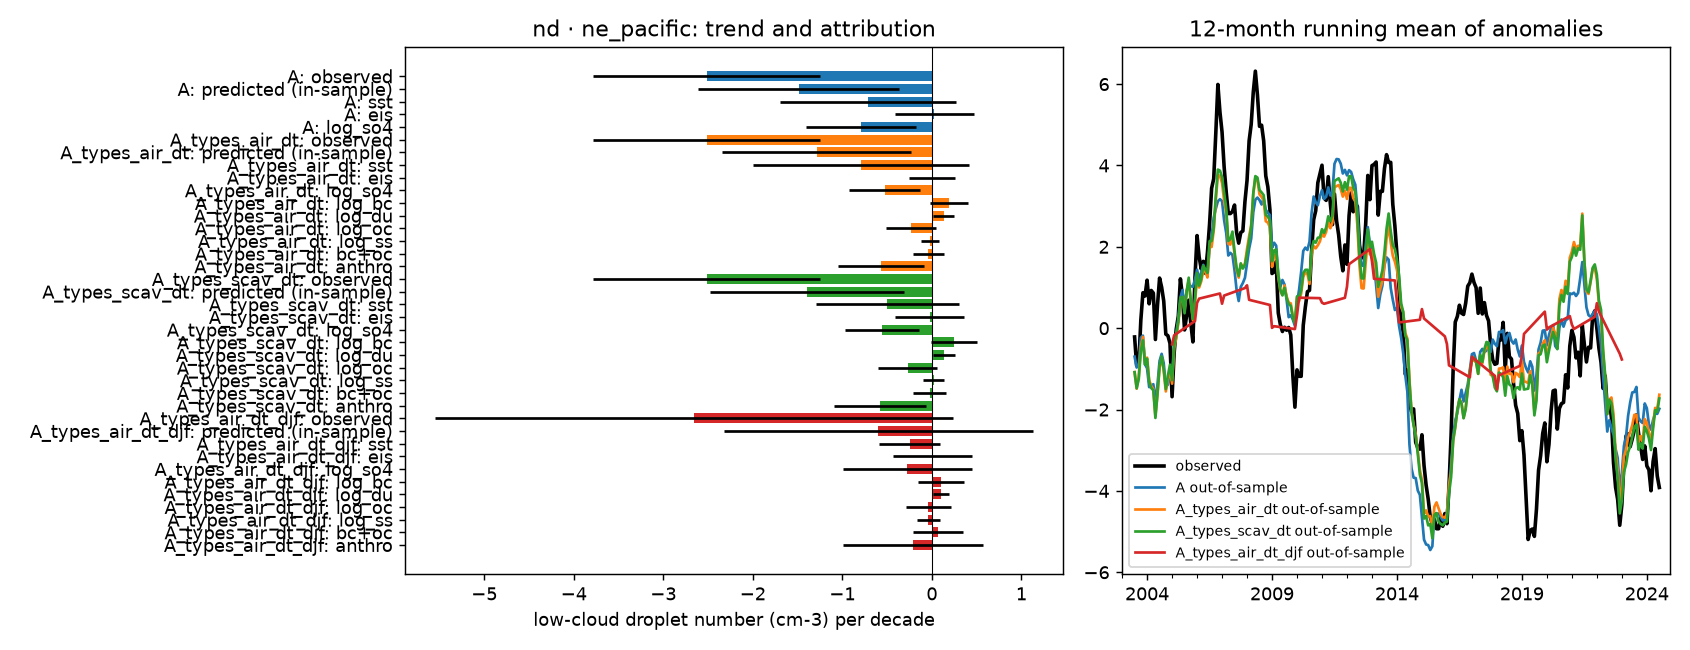 nd · ne_pacific: trend and attribution
A: observed
A: predicted (in-sample)
A: sst
A: eis
A: log_so4
A_types_air_dt: observed
A_types_air_dt: predicted (in-sample)
A_types_air_dt: sst
A_types_air_dt: eis
A_types_air_dt: log_so4
A_types_air_dt: log_bc
A_types_air_dt: log_du
A_types_air_dt: log_oc
A_types_air_dt: log_ss
A_types_air_dt: bc+oc
A_types_air_dt: anthro
A_types_scav_dt: observed
A_types_scav_dt: predicted (in-sample)
A_types_scav_dt: sst
A_types_scav_dt: eis
A_types_scav_dt: log_so4
A_types_scav_dt: log_bc
A_types_scav_dt: log_du
A_types_scav_dt: log_oc
A_types_scav_dt: log_ss
A_types_scav_dt: bc+oc
A_types_scav_dt: anthro
A_types_air_dt_djf: observed
A_types_air_dt_djf: predicted (in-sample)
A_types_air_dt_djf: sst
A_types_air_dt_djf: eis
A_types_air_dt_djf: log_so4
A_types_air_dt_djf: log_bc
A_types_air_dt_djf: log_du
A_types_air_dt_djf: log_oc
A_types_air_dt_djf: log_ss
A_types_air_dt_djf: bc+oc
A_types_air_dt_djf: anthro
−5 −4 −3 −2 −1 0 1
low-cloud droplet number (cm-3) per decade
12-month running mean of anomalies
6
4
2
0
−2
−4
−6
observed
A out-of-sample
A_types_air_dt out-of-sample
A_types_scav_dt out-of-sample
A_types_air_dt_djf out-of-sample
2004 2009 2014 2019 2024